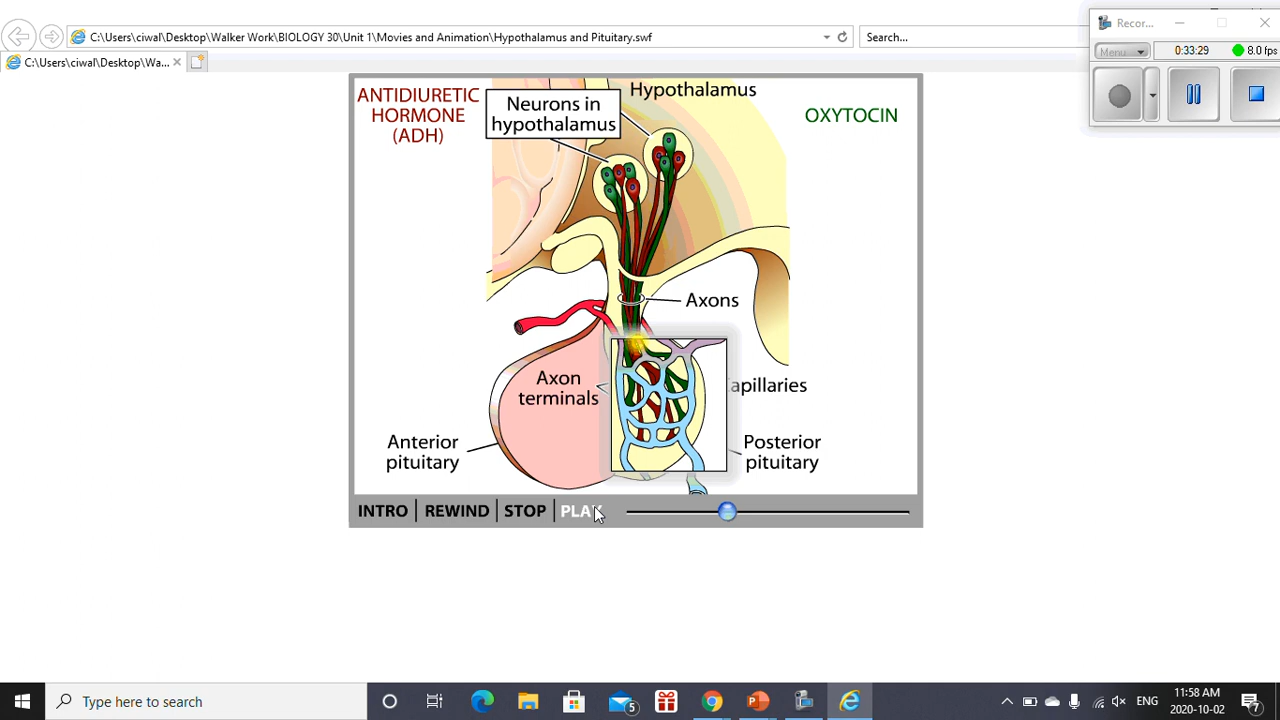 C:\Users\ciwal\Desktop\Walker Work\BIOLOGY 30\Unit 1\Movies and Animation\Hypothalamus and Pituitary.swf
Search...
Recor...
C:\Users\ciwal\Desktop\Wa...
Menu
0:33:29
8.0 fps
ANTIDIURETIC
HORMONE
(ADH)
Neurons in
hypothalamus
Hypothalamus
OXYTOCIN
Axons
Axon
terminals
apillaries
Anterior
pituitary
Posterior
pituitary
INTRO
REWIND
STOP
PLAY
Type here to search
5
ENG
11:58 AM
2020-10-02
7